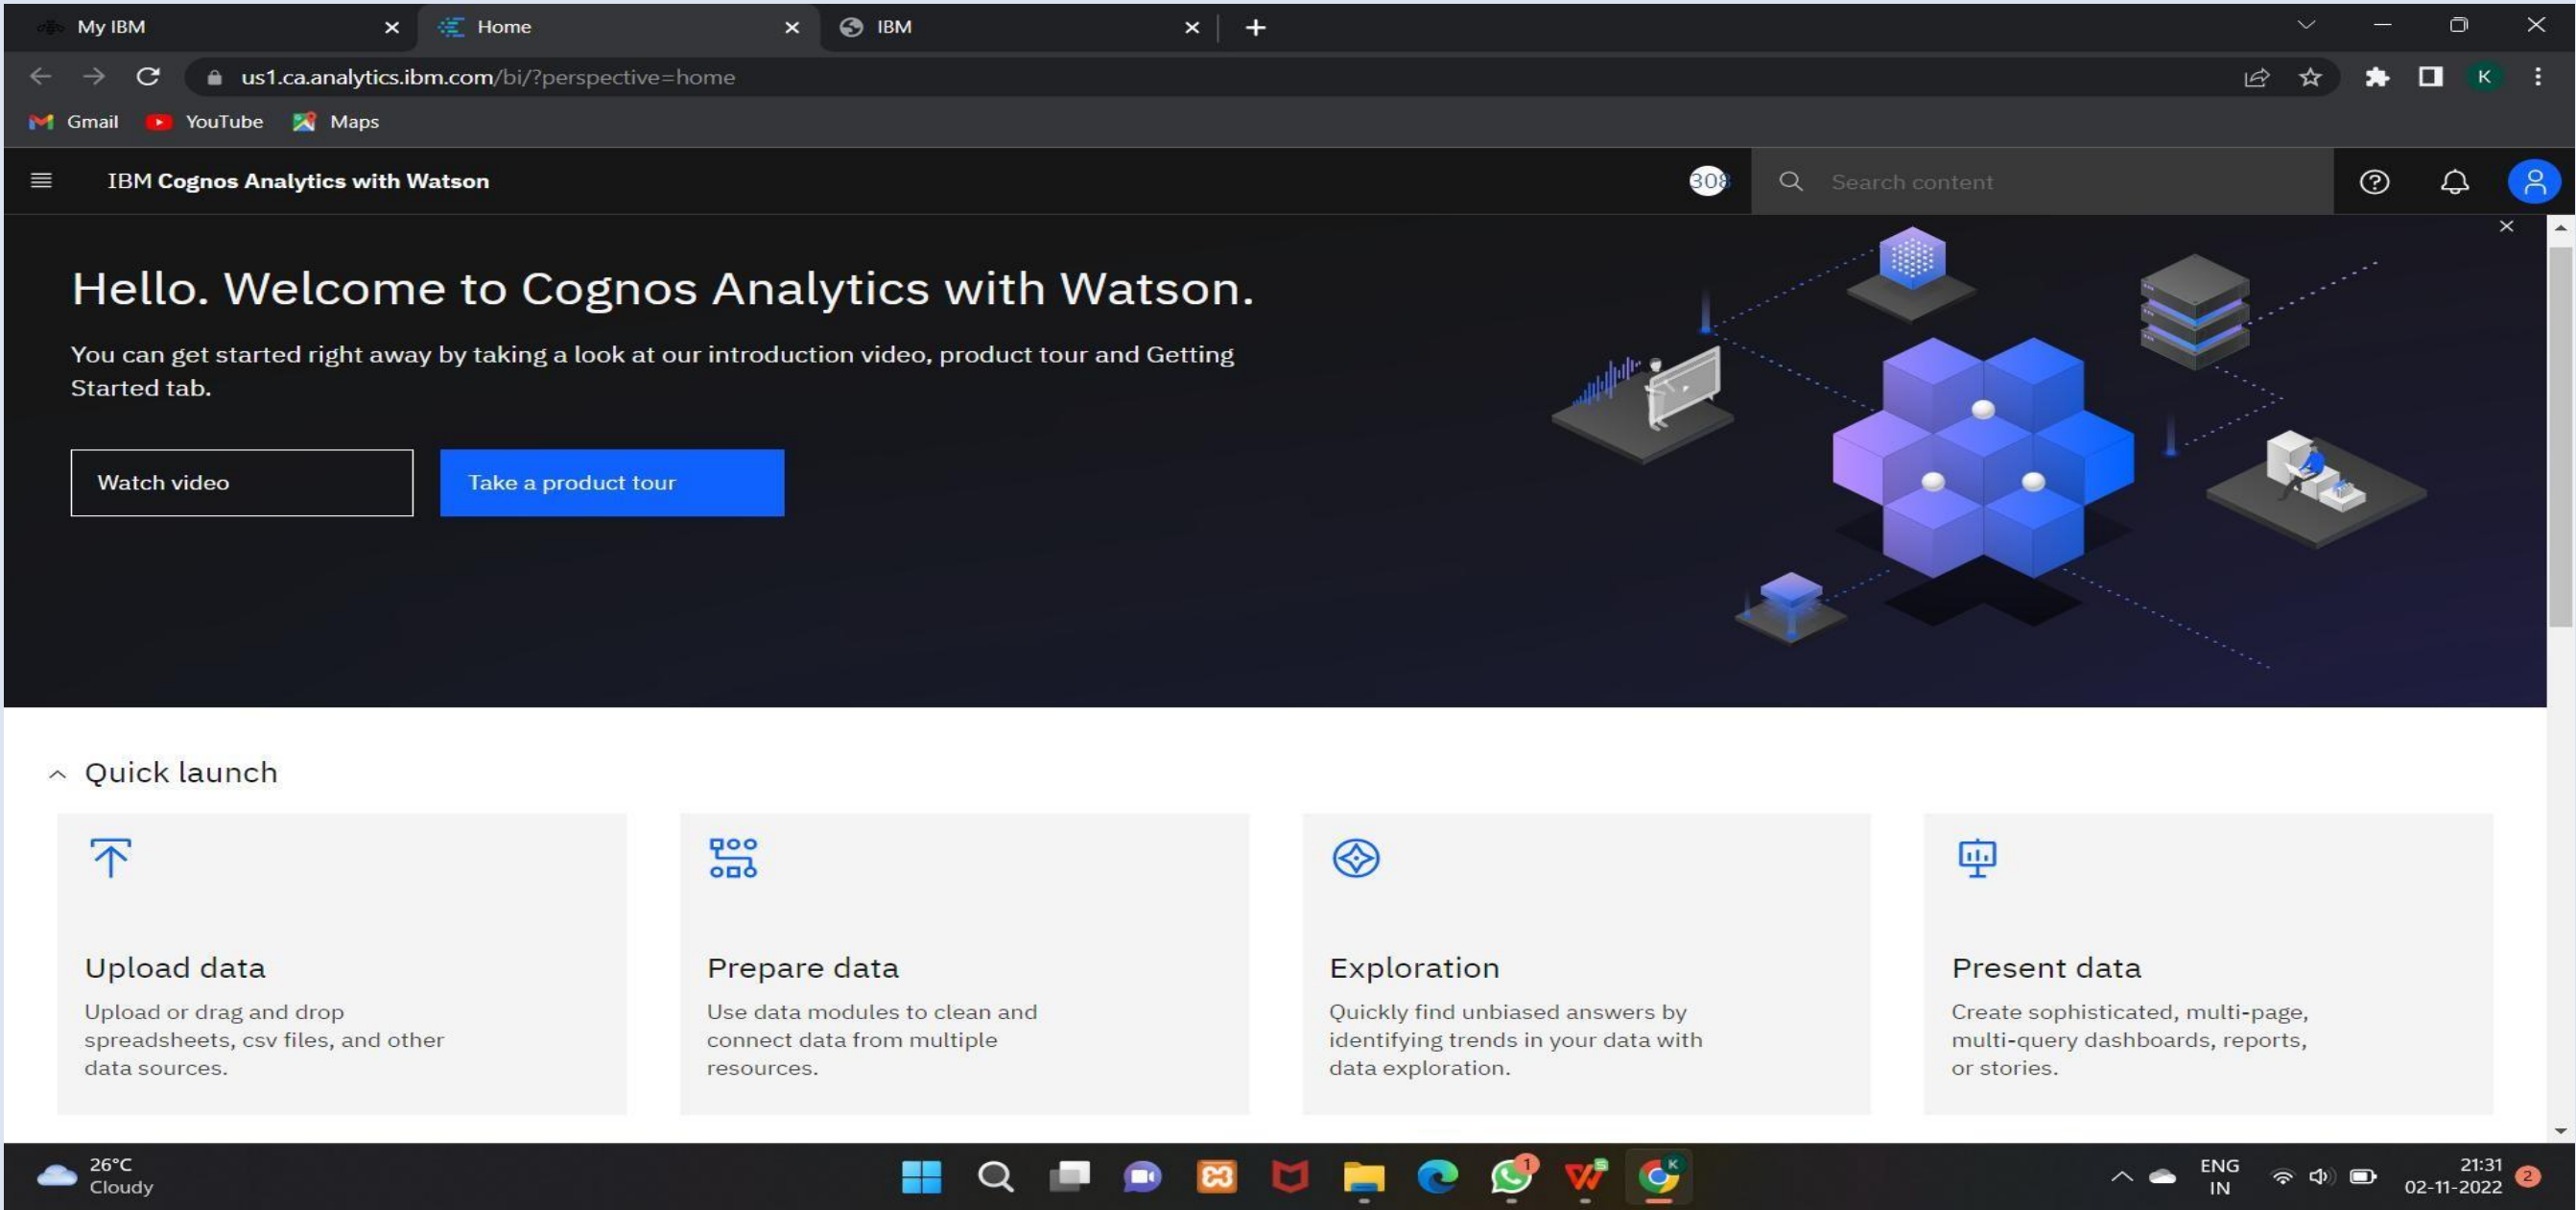 My IBM
Home
IBM
us1.ca.analytics.ibm.com/bi/?perspective=home
K
Gmail
YouTube
Maps
IBM Cognos Analytics with Watson
308
Search content
Hello. Welcome to Cognos Analytics with Watson.
You can get started right away by taking a look at our introduction video, product tour and Getting
Started tab.
Watch video
Take a product tour
Quick launch
Upload data
Upload or drag and drop
spreadsheets, csv files, and other
data sources.
Prepare data
Use data modules to clean and
connect data from multiple
resources.
Exploration
Quickly find unbiased answers by
identifying trends in your data with
data exploration.
Present data
Create sophisticated, multi-page,
multi-query dashboards, reports,
or stories.
26°C
Cloudy
1
K
ENG
IN
21:31
02-11-2022
2